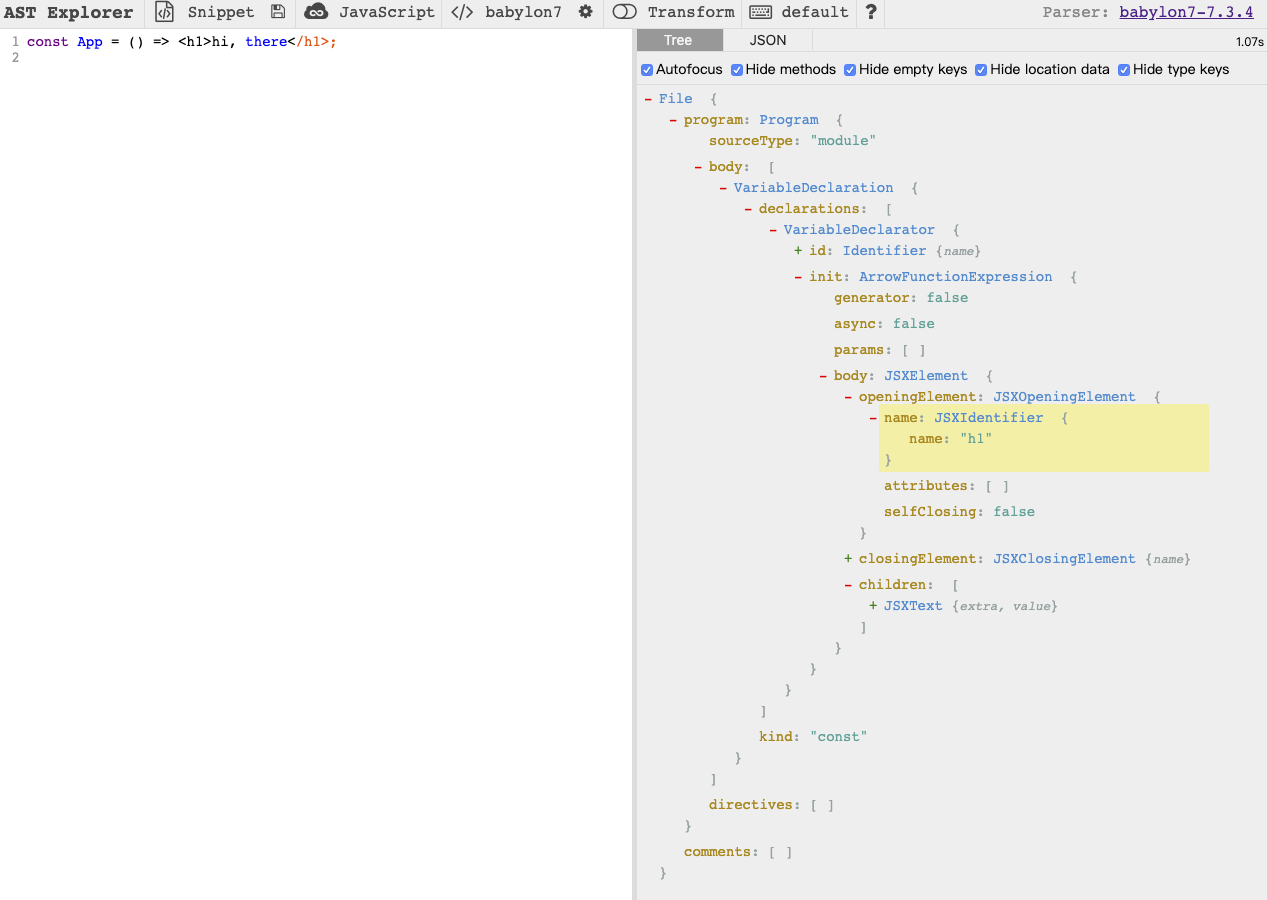 AST Explorer Snippet JavaScript </> babylon7 Transform default ? Parser: babylon7-7.3.4
1 const App = () => <h1>hi, there</h1>;
2
Tree JSON 1.07s
Autofocus Hide methods Hide empty keys Hide location data Hide type keys
- File {
- program: Program {
sourceType: "module"
- body: [
- VariableDeclaration {
- declarations: [
- VariableDeclarator {
+ id: Identifier {name}
- init: ArrowFunctionExpression {
generator: false
async: false
params: [ ]
- body: JSXElement {
- openingElement: JSXOpeningElement {
- name: JSXIdentifier {
name: "h1"
}
attributes: [ ]
selfClosing: false
}
+ closingElement: JSXClosingElement {name}
- children: [
+ JSXText {extra, value}
]
}
}
}
]
kind: "const"
}
]
directives: [ ]
}
comments: [ ]
}